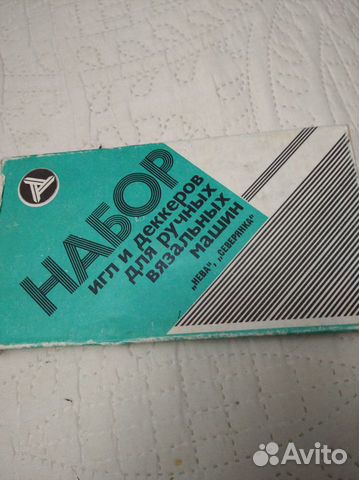 НАБОР
игл и деккеров
для ручных
вязальных
машин
„НЕВА“, „СЕВЕРЯНКА“
Avito